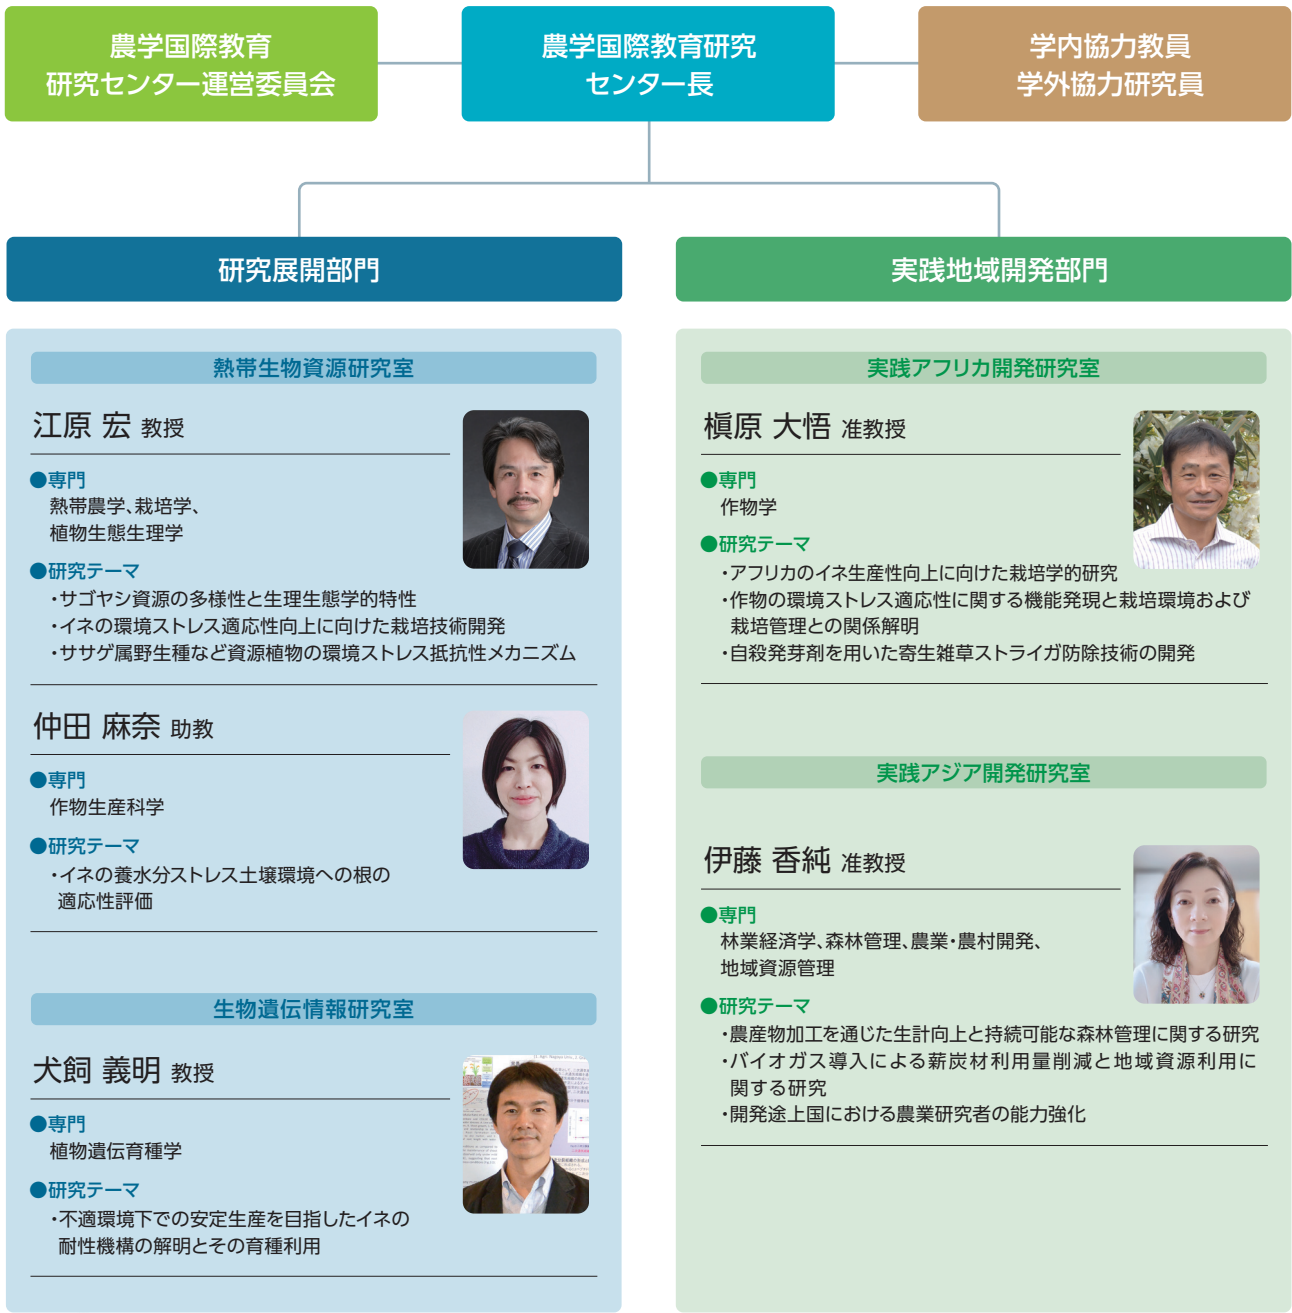 農学国際教育
研究センター運営委員会
農学国際教育研究
センター長
学内協力教員
学外協力研究員
研究展開部門
熱帯生物資源研究室
江原 宏 教授
●専門
熱帯農学、栽培学、
植物生態生理学
●研究テーマ
・サゴヤシ資源の多様性と生理生態学的特性
・イネの環境ストレス適応性向上に向けた栽培技術開発
・ササゲ属野生種など資源植物の環境ストレス抵抗性メカニズム
仲田 麻奈 助教
●専門
作物生産科学
●研究テーマ
・イネの養水分ストレス土壌環境への根の
適応性評価
生物遺伝情報研究室
犬飼 義明 教授
●専門
植物遺伝育種学
●研究テーマ
・不適環境下での安定生産を目指したイネの
耐性機構の解明とその育種利用
実践地域開発部門
実践アフリカ開発研究室
槇原 大悟 准教授
●専門
作物学
●研究テーマ
・アフリカのイネ生産性向上に向けた栽培学的研究
・作物の環境ストレス適応性に関する機能発現と栽培環境および
栽培管理との関係解明
・自殺発芽剤を用いた寄生雑草ストライガ防除技術の開発
実践アジア開発研究室
伊藤 香純 准教授
●専門
林業経済学、森林管理、農業・農村開発、
地域資源管理
●研究テーマ
・農産物加工を通じた生計向上と持続可能な森林管理に関する研究
・バイオガス導入による薪炭材利用量削減と地域資源利用に
関する研究
・開発途上国における農業研究者の能力強化